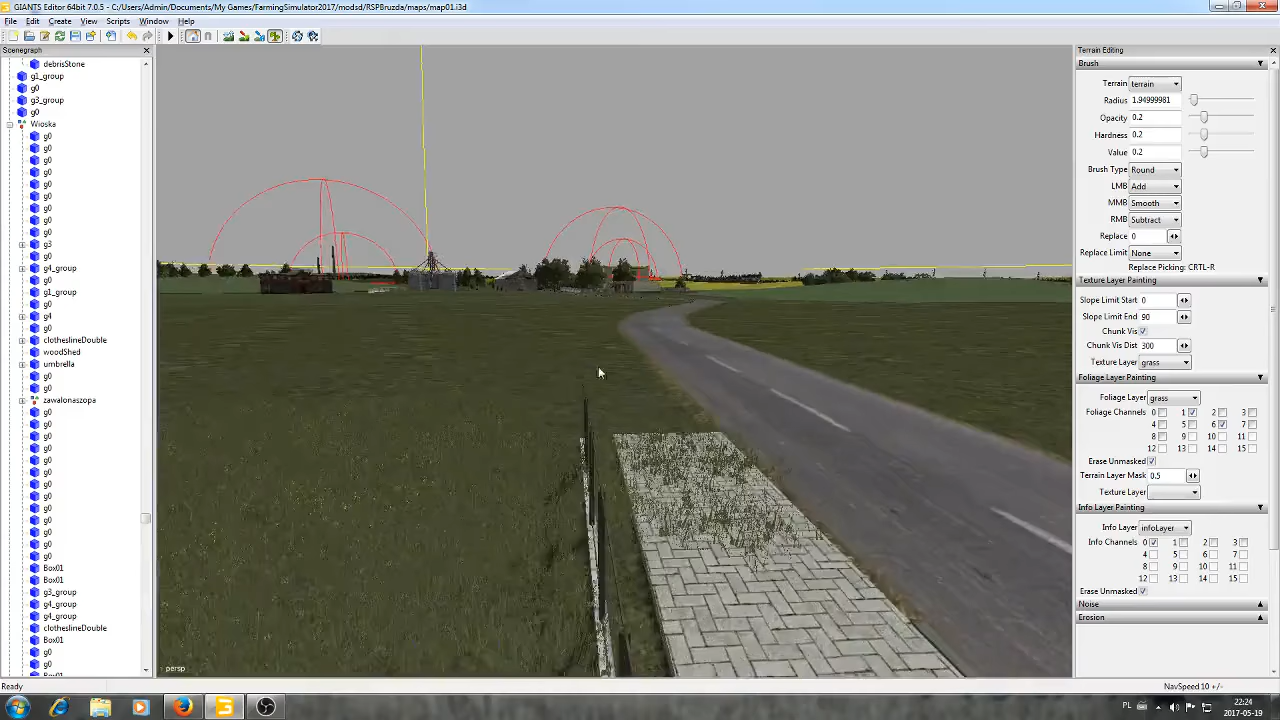 GIANTS Editor 64bit 7.0.5 - C:/Users/Admin/Documents/My Games/FarmingSimulator2017/modsd/RSPBruzda/maps/map01.i3d
File Edit Create View Scripts Window Help
Scenegraph
debrisStone
g1_group
g0
g3_group
g0
Wioska
g0
g0
g0
g0
g0
g0
g0
g0
g0
g3
g0
g4_group
g0
g1_group
g0
g4
g0
clotheslineDouble
woodShed
umbrella
g0
g0
zawalonaszopa
g0
g0
g0
g0
g0
g0
g0
g0
g0
g0
g0
g0
g0
Box01
Box01
g3_group
g4_group
g4_group
clotheslineDouble
Box01
g0
g0
Box01
persp
Terrain Editing
Brush
Terrain terrain
Radius 1.94999981
Opacity 0.2
Hardness 0.2
Value 0.2
Brush Type Round
LMB Add
MMB Smooth
RMB Subtract
Replace 0
Replace Limit None
Replace Picking: CRTL-R
Texture Layer Painting
Slope Limit Start 0
Slope Limit End 90
Chunk Vis
Chunk Vis Dist 300
Texture Layer grass
Foliage Layer Painting
Foliage Layer grass
Foliage Channels 0 1 2 3
4 5 6 7
8 9 10 11
12 13 14 15
Erase Unmasked
Terrain Layer Mask 0.5
Texture Layer
Info Layer Painting
Info Layer infoLayer
Info Channels 0 1 2 3
4 5 6 7
8 9 10 11
12 13 14 15
Erase Unmasked
Noise
Erosion
Ready
NavSpeed 10 +/-
PL
22:24
2017-05-19